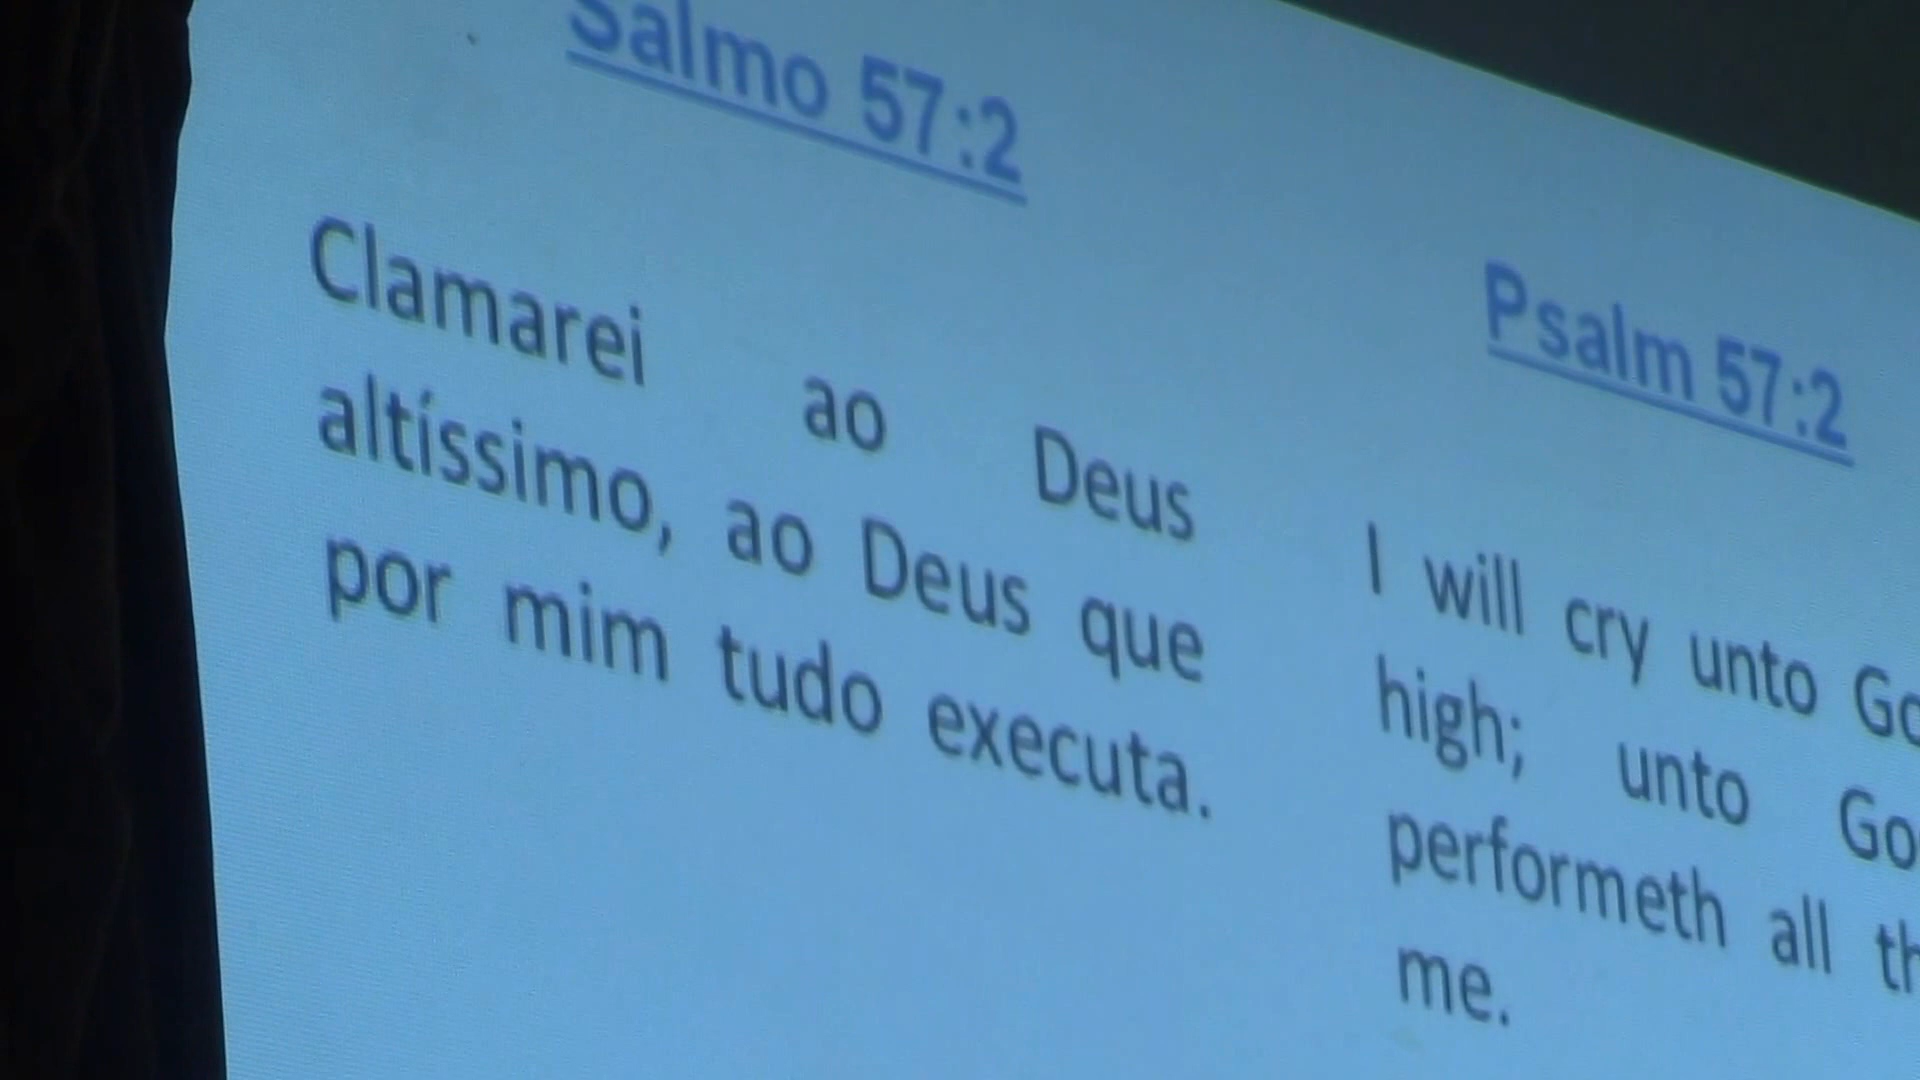 Salmo 57:2
Clamarei ao Deus
altíssimo, ao Deus que
por mim tudo executa.
Psalm 57:2
I will cry unto
high; unto
performeth all
me.